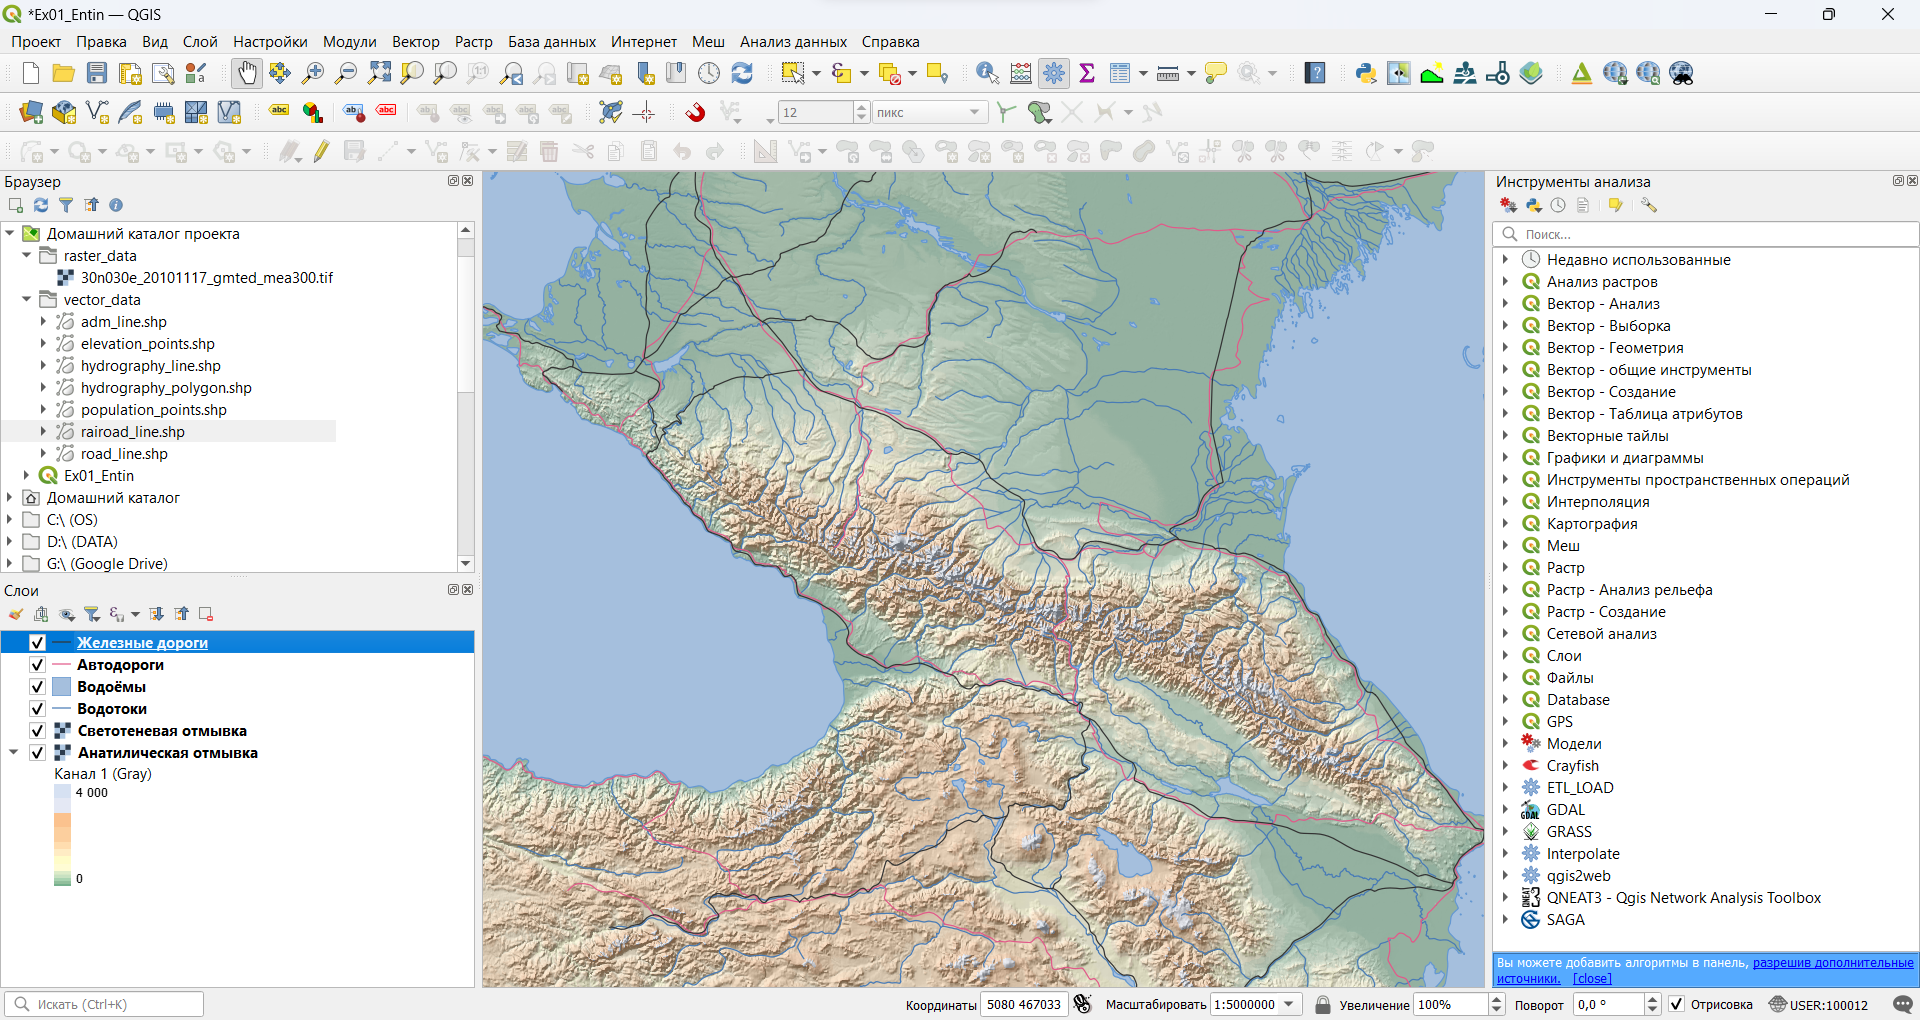 *Ex01_Entin — QGIS
Проект Правка Вид Слой Настройки Модули Вектор Растр База данных Интернет Меш Анализ данных Справка
12 пикс
Браузер
Домашний каталог проекта
raster_data
30n030e_20101117_gmted_mea300.tif
vector_data
adm_line.shp
elevation_points.shp
hydrography_line.shp
hydrography_polygon.shp
population_points.shp
rairoad_line.shp
road_line.shp
Ex01_Entin
Домашний каталог
C:\ (OS)
D:\ (DATA)
G:\ (Google Drive)
Слои
Железные дороги
Автодороги
Водоёмы
Водотоки
Светотеневая отмывка
Анатилическая отмывка
Канал 1 (Gray)
4 000
0
Инструменты анализа
Поиск...
Недавно использованные
Анализ растров
Вектор - Анализ
Вектор - Выборка
Вектор - Геометрия
Вектор - общие инструменты
Вектор - Создание
Вектор - Таблица атрибутов
Векторные тайлы
Графики и диаграммы
Инструменты пространственных операций
Интерполяция
Картография
Меш
Растр
Растр - Анализ рельефа
Растр - Создание
Сетевой анализ
Слои
Файлы
Database
GPS
Модели
Crayfish
ETL_LOAD
GDAL
GRASS
Interpolate
qgis2web
QNEAT3 - Qgis Network Analysis Toolbox
SAGA
Вы можете добавить алгоритмы в панель, разрешив дополнительные
источники. [close]
Искать (Ctrl+K) Координаты 5080 467033 Масштабировать 1:5000000 Увеличение 100% Поворот 0,0 ° Отрисовка USER:100012